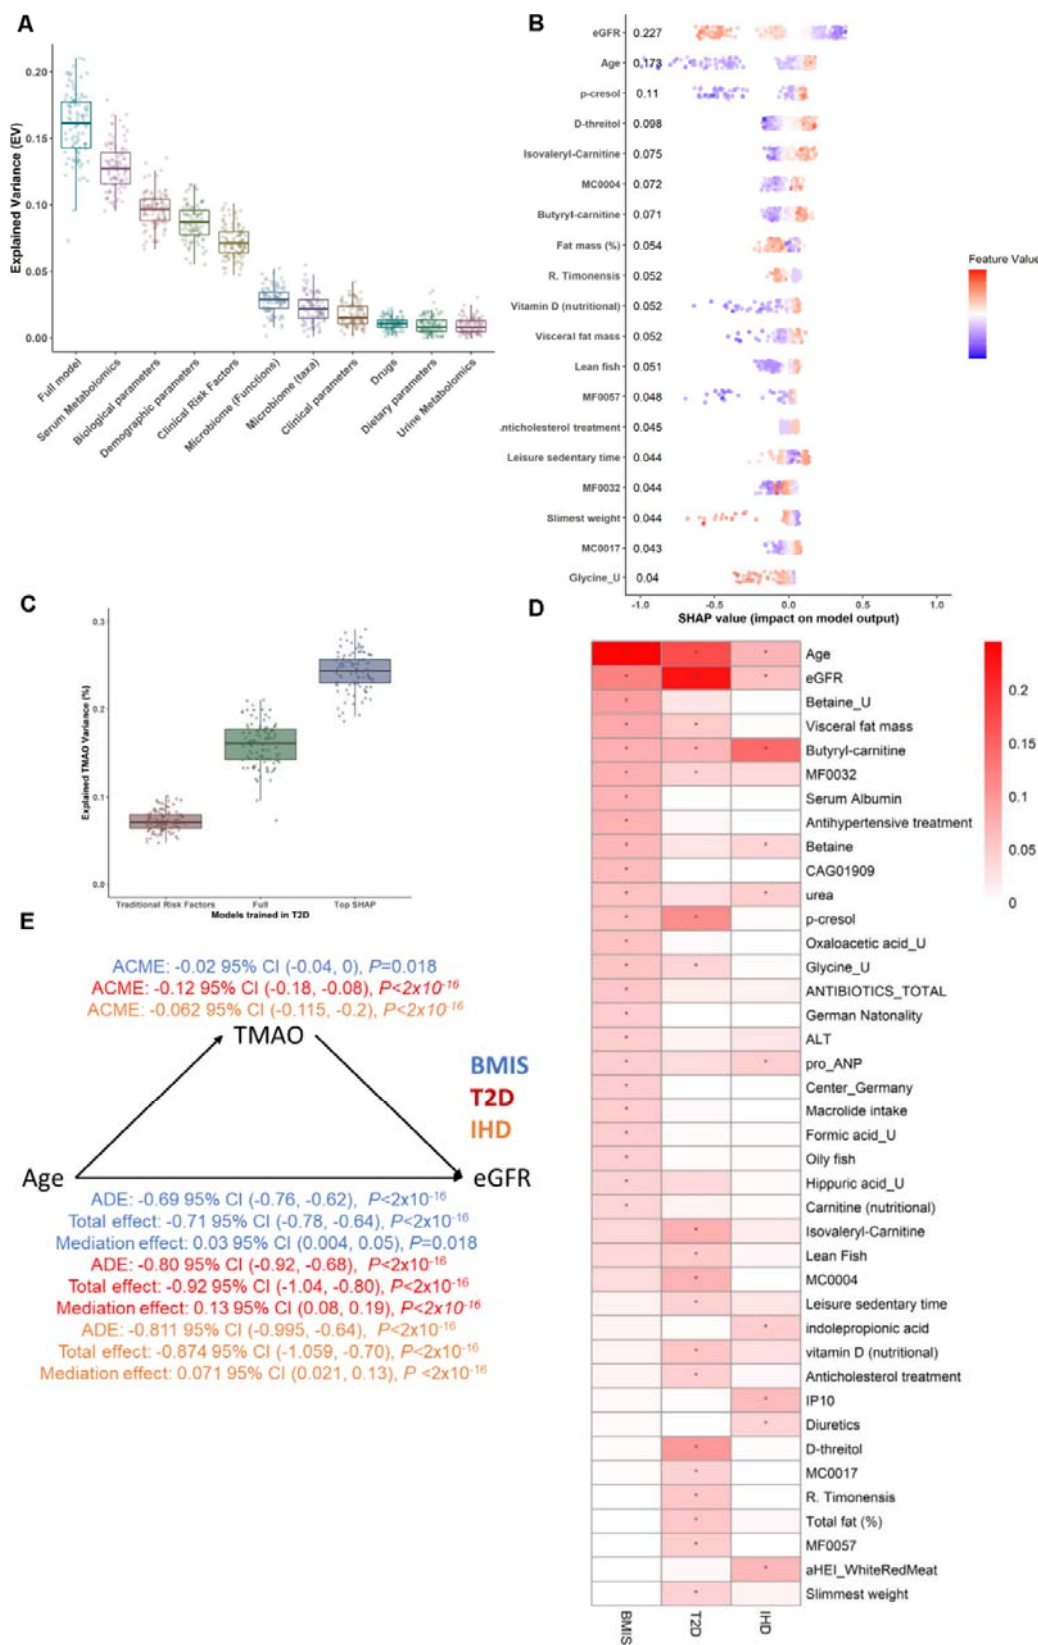 A
Explained Variance (EV)
0.20
0.15
0.10
0.05
0.00
Full model
Serum Metabolomics
Biological parameters
Demographic parameters
Clinical Risk Factors
Microbiome (Functions)
Microbiome (taxa)
Clinical parameters
Drugs
Dietary parameters
Urine Metabolomics
B
eGFR 0.227
Age 0.173
p-cresol 0.11
D-threitol 0.098
Isovaleryl-Carnitine 0.075
MC0004 0.072
Butyryl-carnitine 0.071
Fat mass (%) 0.054
R. Timonensis 0.052
Vitamin D (nutritional) 0.052
Visceral fat mass 0.052
Lean fish 0.051
MF0057 0.048
nticholesterol treatment 0.045
Leisure sedentary time 0.044
MF0032 0.044
Slimest weight 0.044
MC0017 0.043
Glycine_U 0.04
-1.0 -0.5 0.0 0.5 1.0
SHAP value (impact on model output)
Feature Value
C
Explained TMAO Variance (%)
0.3
0.2
0.1
0.0
Traditional Risk Factors Full Top SHAP
Models trained in T2D
D
Age
eGFR
Betaine_U
Visceral fat mass
Butyryl-carnitine
MF0032
Serum Albumin
Antihypertensive treatment
Betaine
CAG01909
urea
p-cresol
Oxaloacetic acid_U
Glycine_U
ANTIBIOTICS_TOTAL
German Natonality
ALT
pro_ANP
Center_Germany
Macrolide intake
Formic acid_U
Oily fish
Hippuric acid_U
Carnitine (nutritional)
Isovaleryl-Carnitine
Lean Fish
MC0004
Leisure sedentary time
indolepropionic acid
vitamin D (nutritional)
Anticholesterol treatment
IP10
Diuretics
D-threitol
MC0017
R. Timonensis
Total fat (%)
MF0057
aHEI_WhiteRedMeat
Slimmest weight
BMIS
T2D
IHD
0.2
0.15
0.1
0.05
0
E
ACME: -0.02 95% CI (-0.04, 0), P=0.018
ACME: -0.12 95% CI (-0.18, -0.08), P<2x10-16
ACME: -0.062 95% CI (-0.115, -0.2), P<2x10-16
TMAO
BMIS
T2D
IHD
Age
eGFR
ADE: -0.69 95% CI (-0.76, -0.62), P<2x10-16
Total effect: -0.71 95% CI (-0.78, -0.64), P<2x10-16
Mediation effect: 0.03 95% CI (0.004, 0.05), P=0.018
ADE: -0.80 95% CI (-0.92, -0.68), P<2x10-16
Total effect: -0.92 95% CI (-1.04, -0.80), P<2x10-16
Mediation effect: 0.13 95% CI (0.08, 0.19), P<2x10-16
ADE: -0.811 95% CI (-0.995, -0.64), P<2x10-16
Total effect: -0.874 95% CI (-1.059, -0.70), P<2x10-16
Mediation effect: 0.071 95% CI (0.021, 0.13), P <2x10-16